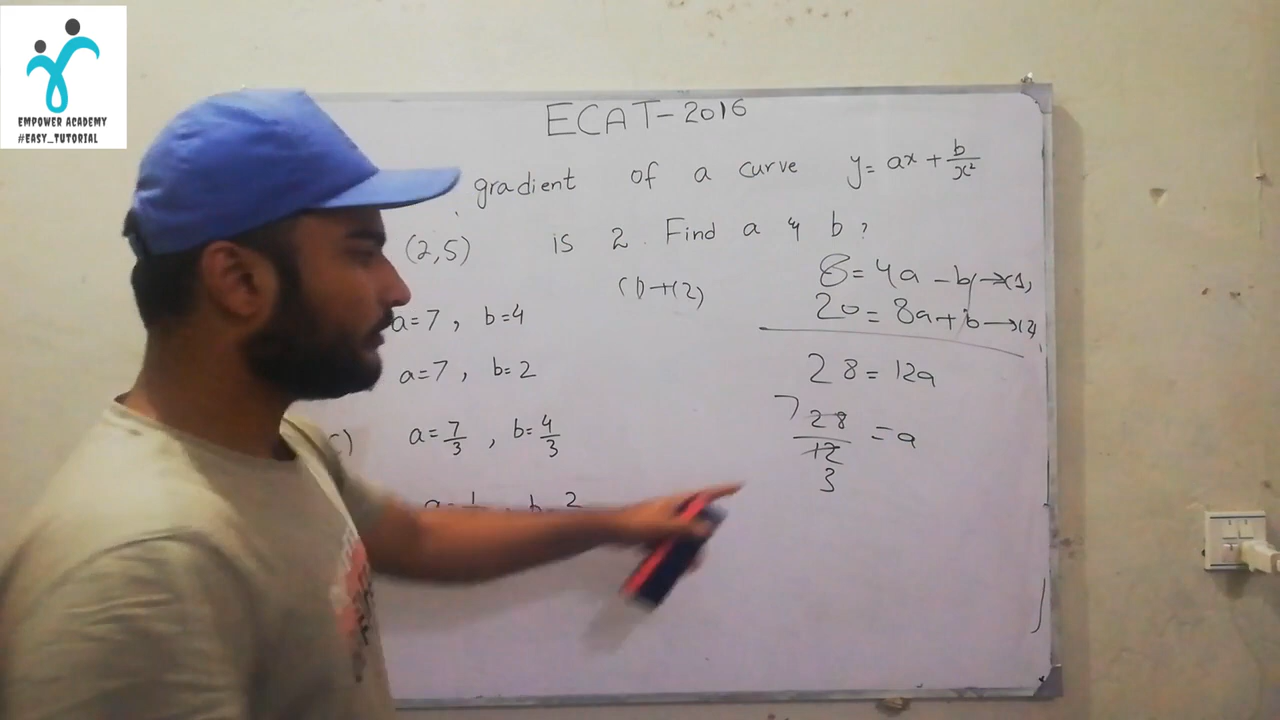 EMPOWER ACADEMY
#EASY_TUTORIAL
ECAT-2016
gradient of a curve y = ax + b/x²
(2,5) is 2. Find a & b?
a=7, b=4
a=7, b=2
c) a=7/3, b=4/3
(1)+(2)
8=4a-b→(1)
20=8a+b→(2)
28=12a
7 28/12 3 =a